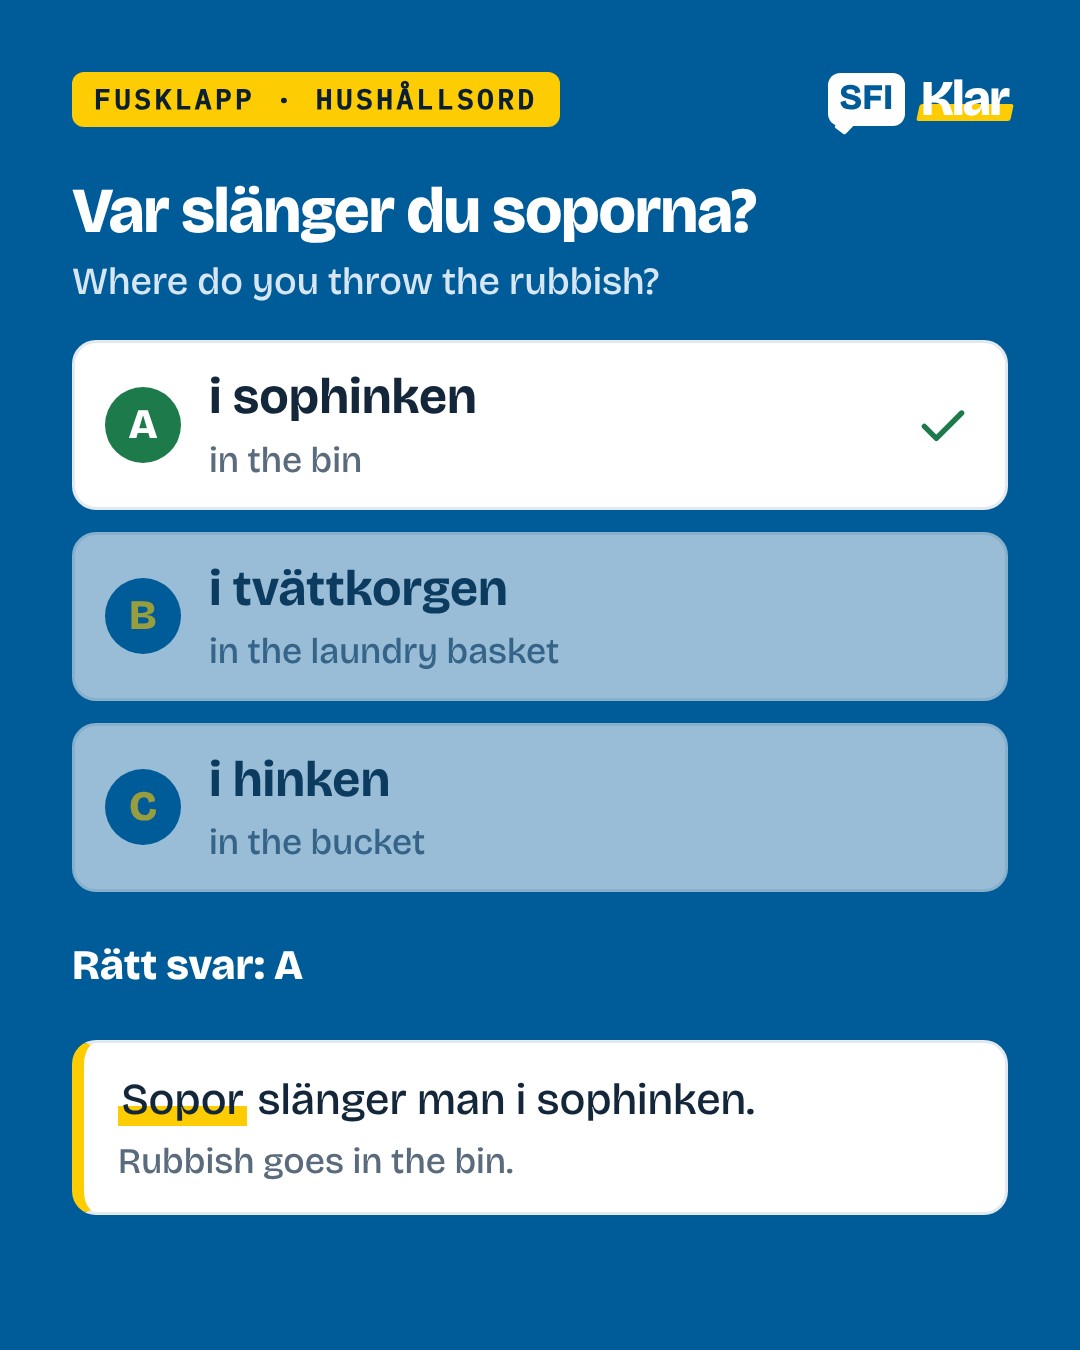 FUSKLAPP · HUSHÅLLSORD
SFI Klar
Var slänger du soporna?
Where do you throw the rubbish?
A
i sophinken
in the bin
B
i tvättkorgen
in the laundry basket
C
i hinken
in the bucket
Rätt svar: A
Sopor slänger man i sophinken.
Rubbish goes in the bin.